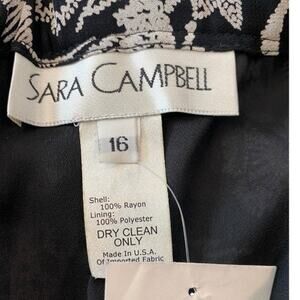 SARA CAMPBELL
16
Shell:
100% Rayon
Lining:
100% Polyester
DRY CLEAN
ONLY
Made In U.S.A.
Of Imported Fabric